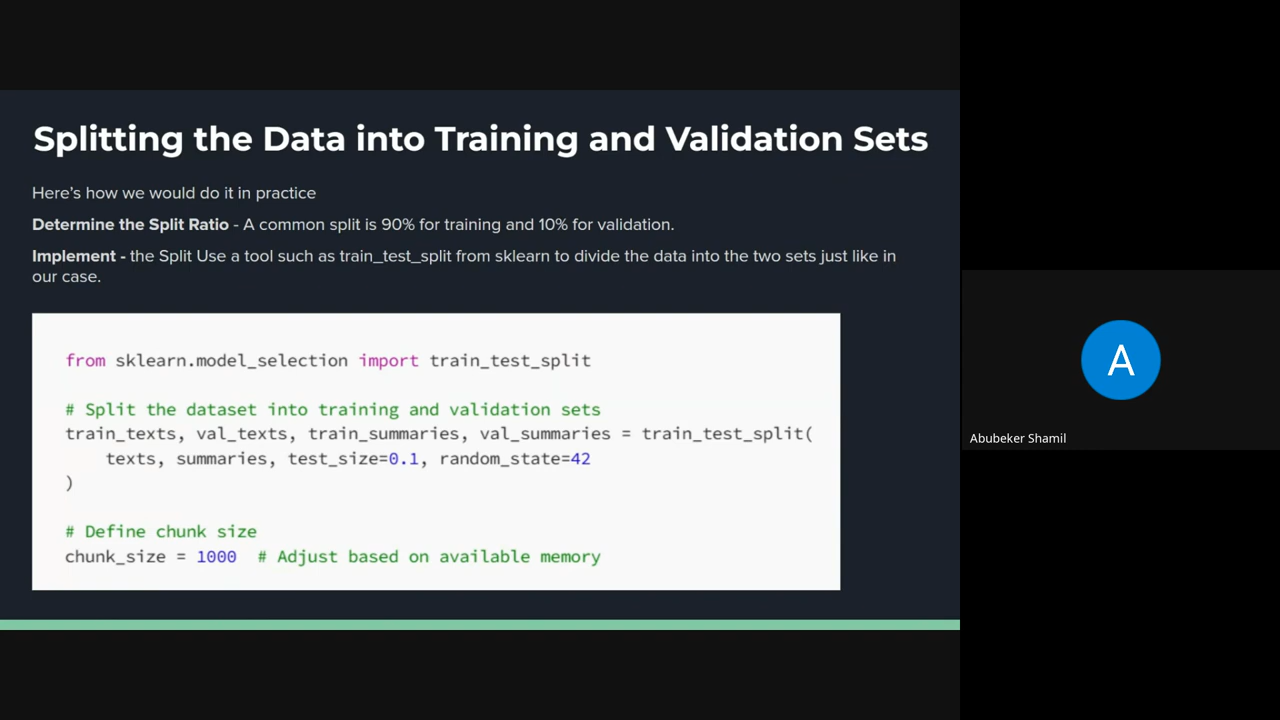 Splitting the Data into Training and Validation Sets
Here's how we would do it in practice
Determine the Split Ratio - A common split is 90% for training and 10% for validation.
Implement - the Split Use a tool such as train_test_split from sklearn to divide the data into the two sets just like in
our case.
from sklearn.model_selection import train_test_split
# Split the dataset into training and validation sets
train_texts, val_texts, train_summaries, val_summaries = train_test_split(
    texts, summaries, test_size=0.1, random_state=42
)
# Define chunk size
chunk_size = 1000  # Adjust based on available memory
A
Abubeker Shamil